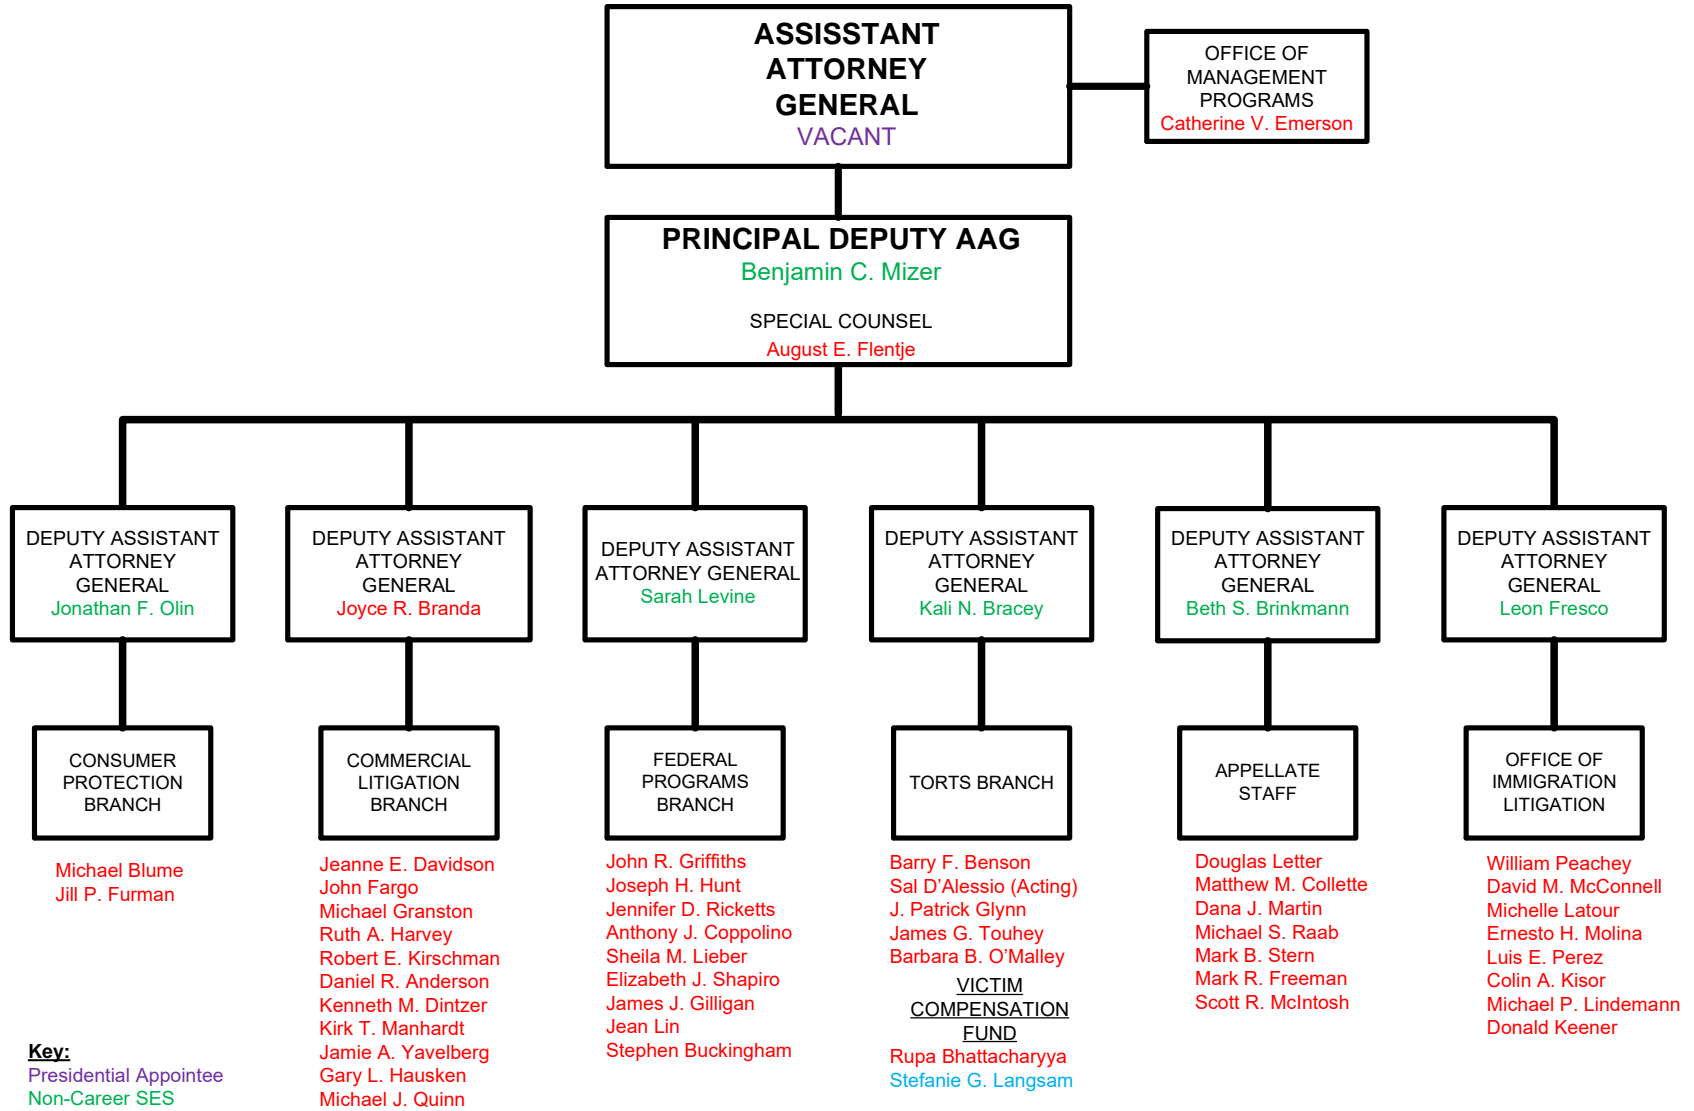 ASSISSTANT
ATTORNEY
GENERAL
VACANT
OFFICE OF
MANAGEMENT
PROGRAMS
Catherine V. Emerson
PRINCIPAL DEPUTY AAG
Benjamin C. Mizer
SPECIAL COUNSEL
August E. Flentje
DEPUTY ASSISTANT
ATTORNEY
GENERAL
Jonathan F. Olin
DEPUTY ASSISTANT
ATTORNEY
GENERAL
Joyce R. Branda
DEPUTY ASSISTANT
ATTORNEY GENERAL
Sarah Levine
DEPUTY ASSISTANT
ATTORNEY
GENERAL
Kali N. Bracey
DEPUTY ASSISTANT
ATTORNEY
GENERAL
Beth S. Brinkmann
DEPUTY ASSISTANT
ATTORNEY
GENERAL
Leon Fresco
CONSUMER
PROTECTION
BRANCH
COMMERCIAL
LITIGATION
BRANCH
FEDERAL
PROGRAMS
BRANCH
TORTS BRANCH
APPELLATE
STAFF
OFFICE OF
IMMIGRATION
LITIGATION
Michael Blume
Jill P. Furman
Jeanne E. Davidson
John Fargo
Michael Granston
Ruth A. Harvey
Robert E. Kirschman
Daniel R. Anderson
Kenneth M. Dintzer
Kirk T. Manhardt
Jamie A. Yavelberg
Gary L. Hausken
Michael J. Quinn
John R. Griffiths
Joseph H. Hunt
Jennifer D. Ricketts
Anthony J. Coppolino
Sheila M. Lieber
Elizabeth J. Shapiro
James J. Gilligan
Jean Lin
Stephen Buckingham
Barry F. Benson
Sal D’Alessio (Acting)
J. Patrick Glynn
James G. Touhey
Barbara B. O’Malley
VICTIM
COMPENSATION
FUND
Rupa Bhattacharyya
Stefanie G. Langsam
Douglas Letter
Matthew M. Collette
Dana J. Martin
Michael S. Raab
Mark B. Stern
Mark R. Freeman
Scott R. McIntosh
William Peachey
David M. McConnell
Michelle Latour
Ernesto H. Molina
Luis E. Perez
Colin A. Kisor
Michael P. Lindemann
Donald Keener
Key:
Presidential Appointee
Non-Career SES